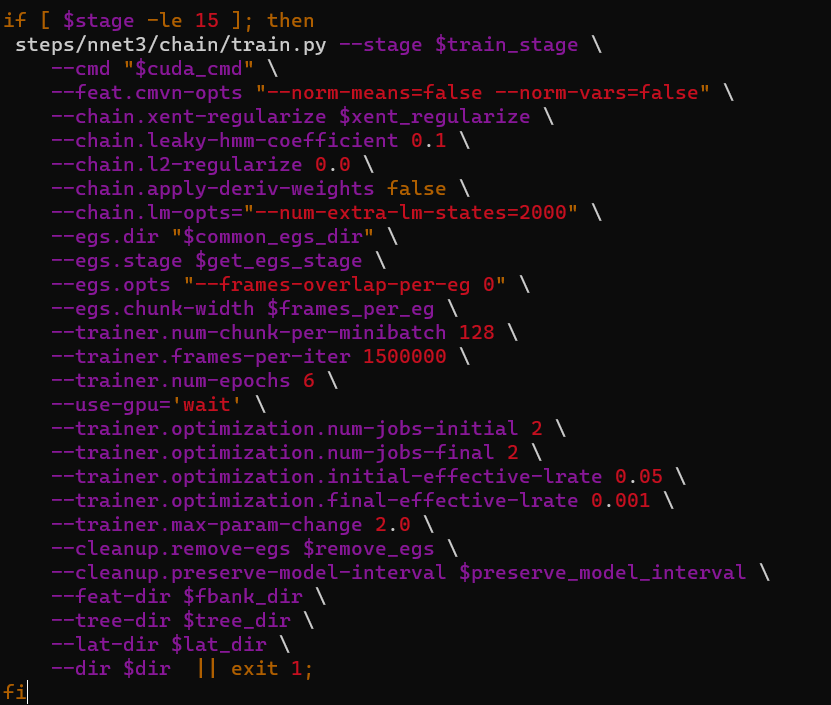 if [ $stage -le 15 ]; then
 steps/nnet3/chain/train.py --stage $train_stage \
    --cmd "$cuda_cmd" \
    --feat.cmvn-opts "--norm-means=false --norm-vars=false" \
    --chain.xent-regularize $xent_regularize \
    --chain.leaky-hmm-coefficient 0.1 \
    --chain.l2-regularize 0.0 \
    --chain.apply-deriv-weights false \
    --chain.lm-opts="--num-extra-lm-states=2000" \
    --egs.dir "$common_egs_dir" \
    --egs.stage $get_egs_stage \
    --egs.opts "--frames-overlap-per-eg 0" \
    --egs.chunk-width $frames_per_eg \
    --trainer.num-chunk-per-minibatch 128 \
    --trainer.frames-per-iter 1500000 \
    --trainer.num-epochs 6 \
    --use-gpu='wait' \
    --trainer.optimization.num-jobs-initial 2 \
    --trainer.optimization.num-jobs-final 2 \
    --trainer.optimization.initial-effective-lrate 0.05 \
    --trainer.optimization.final-effective-lrate 0.001 \
    --trainer.max-param-change 2.0 \
    --cleanup.remove-egs $remove_egs \
    --cleanup.preserve-model-interval $preserve_model_interval \
    --feat-dir $fbank_dir \
    --tree-dir $tree_dir \
    --lat-dir $lat_dir \
    --dir $dir  || exit 1;
fi